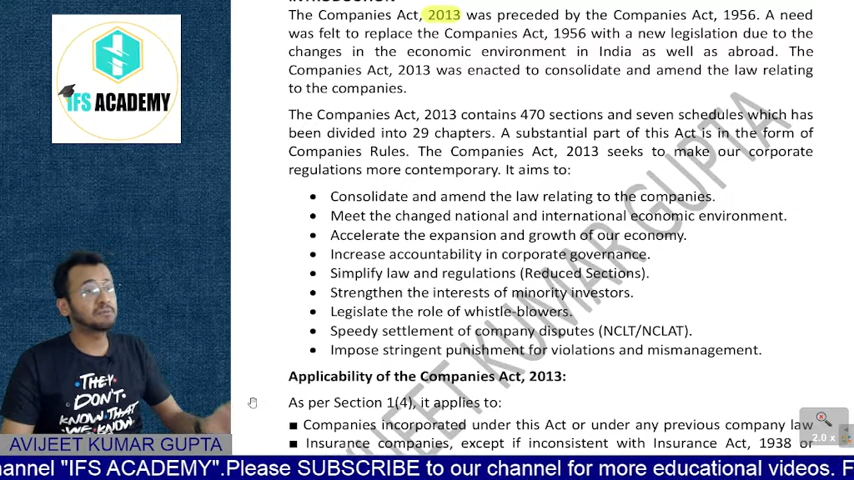 The Companies Act, 2013 was preceded by the Companies Act, 1956. A need
was felt to replace the Companies Act, 1956 with a new legislation due to the
changes in the economic environment in India as well as abroad. The
Companies Act, 2013 was enacted to consolidate and amend the law relating
to the companies.
The Companies Act, 2013 contains 470 sections and seven schedules which has
been divided into 29 chapters. A substantial part of this Act is in the form of
Companies Rules. The Companies Act, 2013 seeks to make our corporate
regulations more contemporary. It aims to:
• Consolidate and amend the law relating to the companies.
• Meet the changed national and international economic environment.
• Accelerate the expansion and growth of our economy.
• Increase accountability in corporate governance.
• Simplify law and regulations (Reduced Sections).
• Strengthen the interests of minority investors.
• Legislate the role of whistle-blowers.
• Speedy settlement of company disputes (NCLT/NCLAT).
• Impose stringent punishment for violations and mismanagement.
Applicability of the Companies Act, 2013:
As per Section 1(4), it applies to:
■ Companies incorporated under this Act or under any previous company law
■ Insurance companies, except if inconsistent with Insurance Act, 1938 or
IFS ACADEMY
AVIJEET KUMAR GUPTA
THEY
DON'T
KNOW THAT
WE KNOW
2.0 x
AVIJEET KUMAR GUPTA
channel "IFS ACADEMY".Please SUBSCRIBE to our channel for more educational videos. F